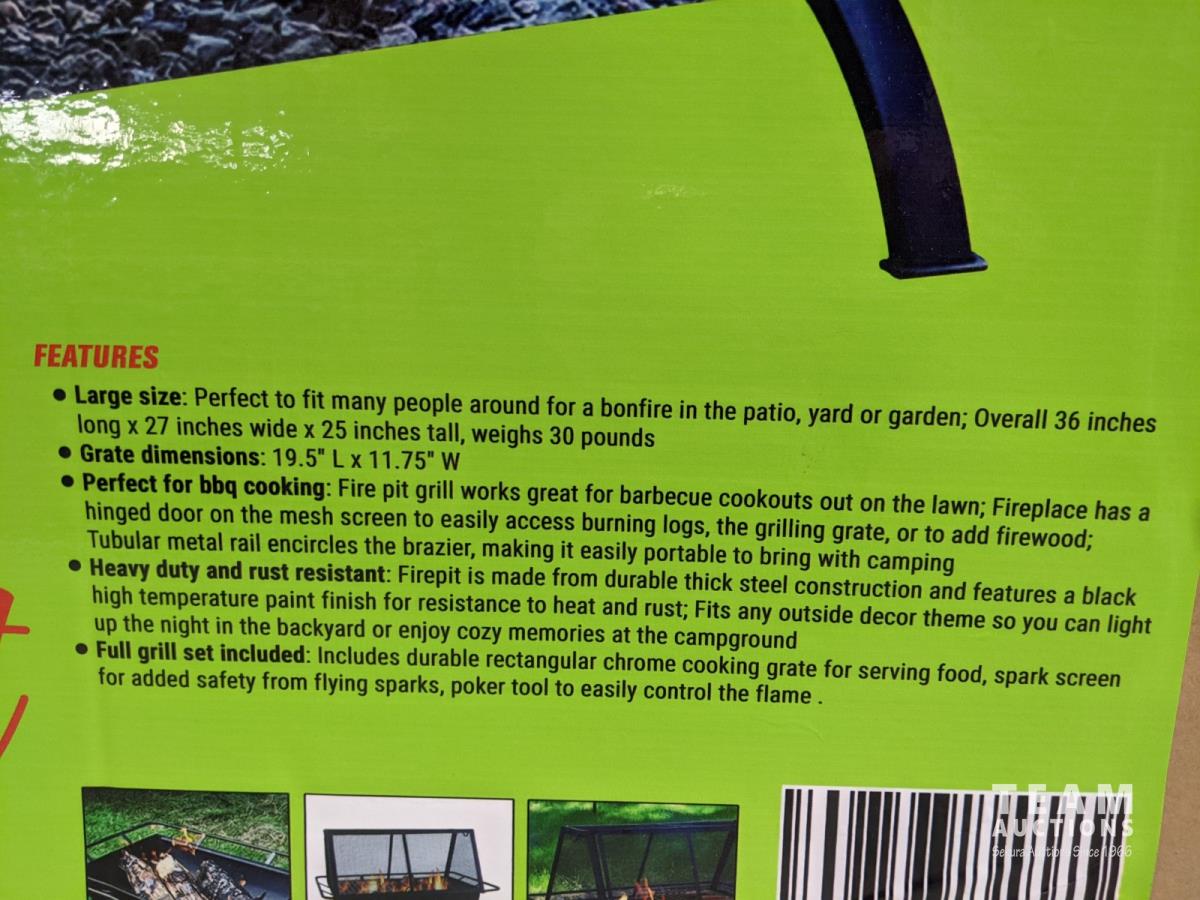 FEATURES
● Large size: Perfect to fit many people around for a bonfire in the patio, yard or garden; Overall 36 inches
long x 27 inches wide x 25 inches tall, weighs 30 pounds
● Grate dimensions: 19.5" L x 11.75" W
● Perfect for bbq cooking: Fire pit grill works great for barbecue cookouts out on the lawn; Fireplace has a
hinged door on the mesh screen to easily access burning logs, the grilling grate, or to add firewood;
Tubular metal rail encircles the brazier, making it easily portable to bring with camping
● Heavy duty and rust resistant: Firepit is made from durable thick steel construction and features a black
high temperature paint finish for resistance to heat and rust; Fits any outside decor theme so you can light
up the night in the backyard or enjoy cozy memories at the campground
● Full grill set included: Includes durable rectangular chrome cooking grate for serving food, spark screen
for added safety from flying sparks, poker tool to easily control the flame .
TEAM
AUCTIONS
Sekura Auctions Since 1966